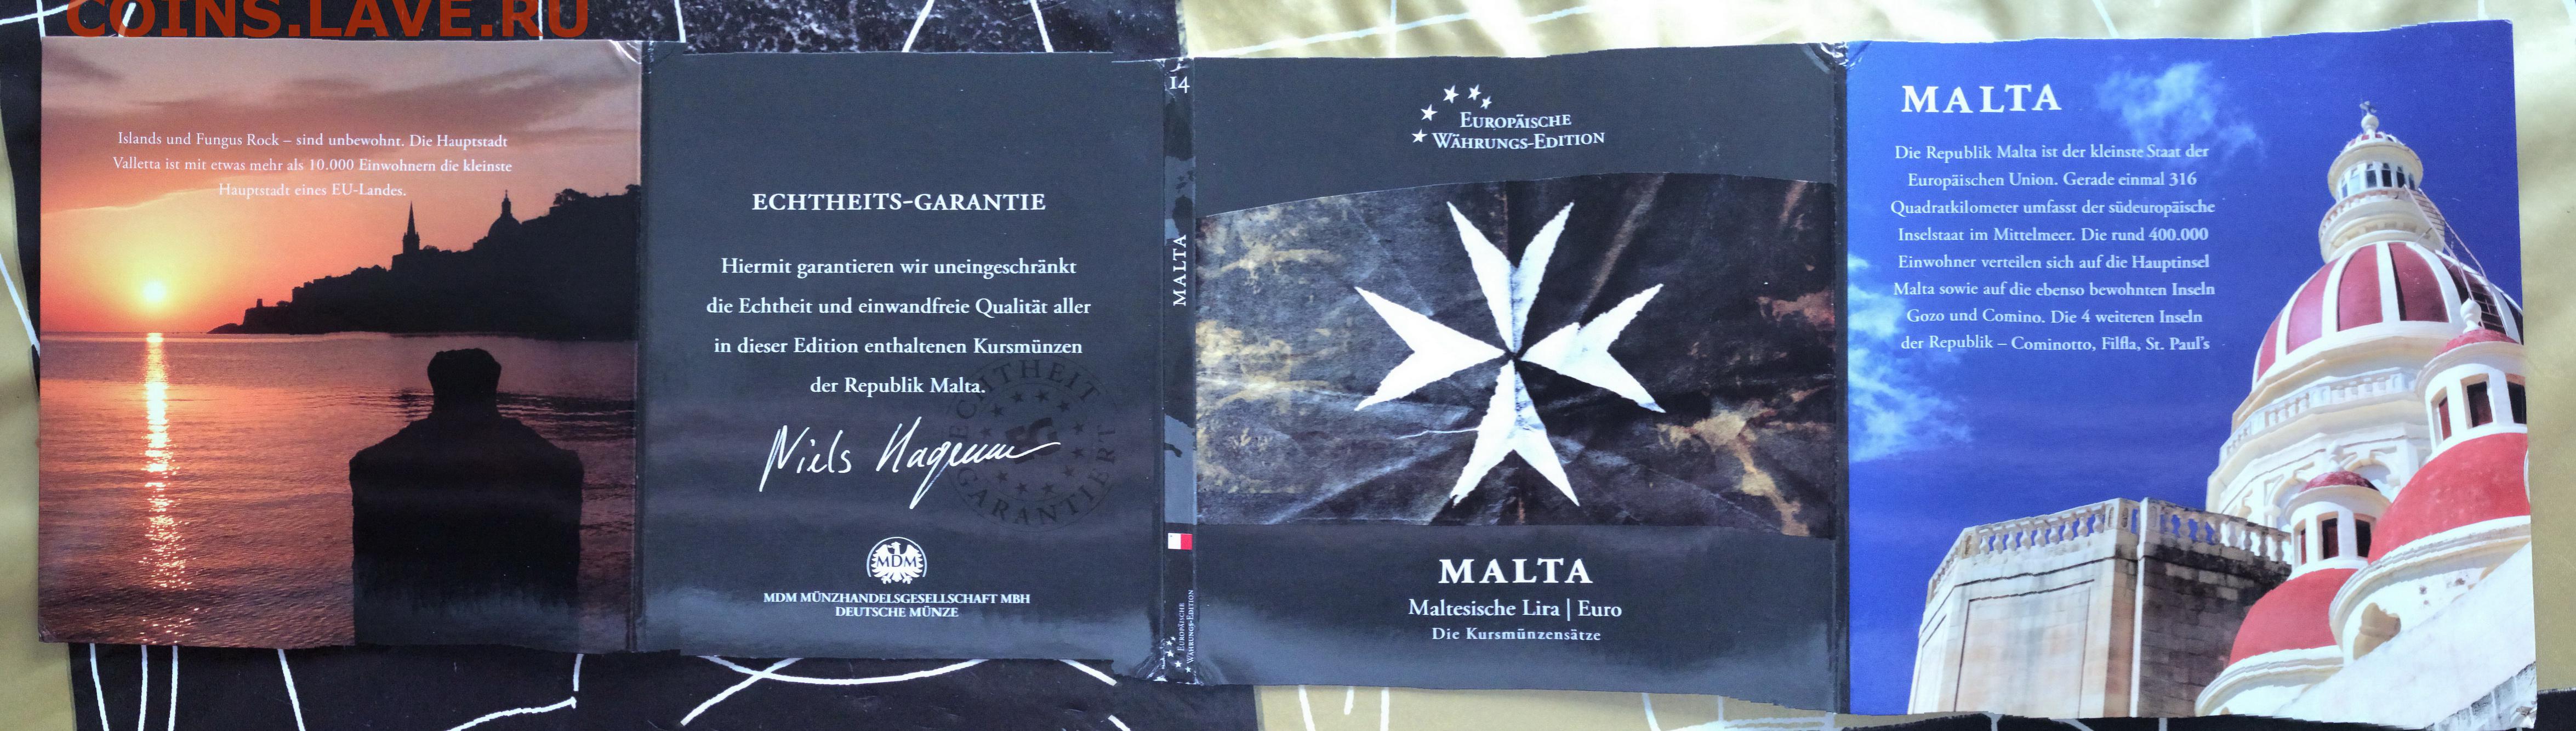 COINS.LAVE.RU
Islands und Fungus Rock – sind unbewohnt. Die Hauptstadt
Valletta ist mit etwas mehr als 10.000 Einwohnern die kleinste
Hauptstadt eines EU-Landes.
ECHTHEITS-GARANTIE
Hiermit garantieren wir uneingeschränkt
die Echtheit und einwandfreie Qualität aller
in dieser Edition enthaltenen Kursmünzen
der Republik Malta.
ECHTHEIT
GARANTIERT
Niels
MDM
MDM MÜNZHANDELSGESELLSCHAFT MBH
DEUTSCHE MÜNZE
14
MALTA
EUROPÄISCHE
WÄHRUNGS-EDITION
EUROPÄISCHE
WÄHRUNGS-EDITION
MALTA
Maltesische Lira | Euro
Die Kursmünzensätze
MALTA
Die Republik Malta ist der kleinste Staat der
Europäischen Union. Gerade einmal 316
Quadratkilometer umfasst der südeuropäische
Inselstaat im Mittelmeer. Die rund 400.000
Einwohner verteilen sich auf die Hauptinsel
Malta sowie auf die ebenso bewohnten Inseln
Gozo und Comino. Die 4 weiteren Inseln
der Republik – Cominotto, Filfla, St. Paul's